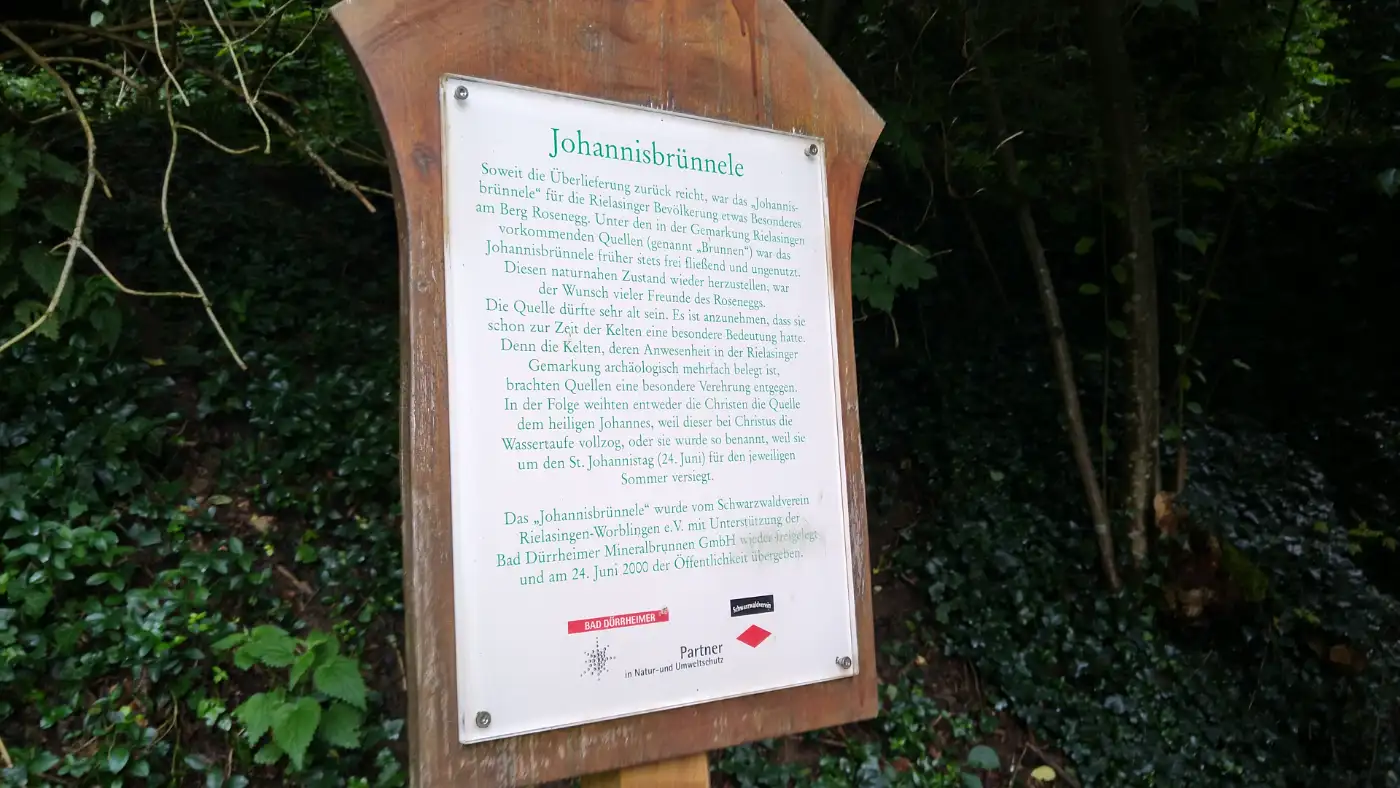 Johannisbrünnele
Soweit die Überlieferung zurück reicht, war das „Johannis-
brünnele“ für die Rielasinger Bevölkerung etwas Besonderes
am Berg Rosenegg. Unter den in der Gemarkung Rielasingen
vorkommenden Quellen (genannt „Brunnen”) war das
Johannisbrünnele früher stets frei fließend und ungenutzt.
Diesen naturnahen Zustand wieder herzustellen, war
der Wunsch vieler Freunde des Roseneggs.
Die Quelle dürfte sehr alt sein. Es ist anzunehmen, dass sie
schon zur Zeit der Kelten eine besondere Bedeutung hatte.
Denn die Kelten, deren Anwesenheit in der Rielasinger
Gemarkung archäologisch mehrfach belegt ist,
brachten Quellen eine besondere Verehrung entgegen.
In der Folge weihten entweder die Christen die Quelle
dem heiligen Johannes, weil dieser bei Christus die
Wassertaufe vollzog, oder sie wurde so benannt, weil sie
um den St. Johannistag (24. Juni) für den jeweiligen
Sommer versiegt.
Das „Johannisbrünnele“ wurde vom Schwarzwaldverein
Rielasingen-Worblingen e.V. mit Unterstützung der
Bad Dürrheimer Mineralbrunnen GmbH wieder freigelegt
und am 24. Juni 2000 der Öffentlichkeit übergeben.
BAD DÜRRHEIMER
Schwarzwaldverein
Partner
in Natur-und Umweltschutz